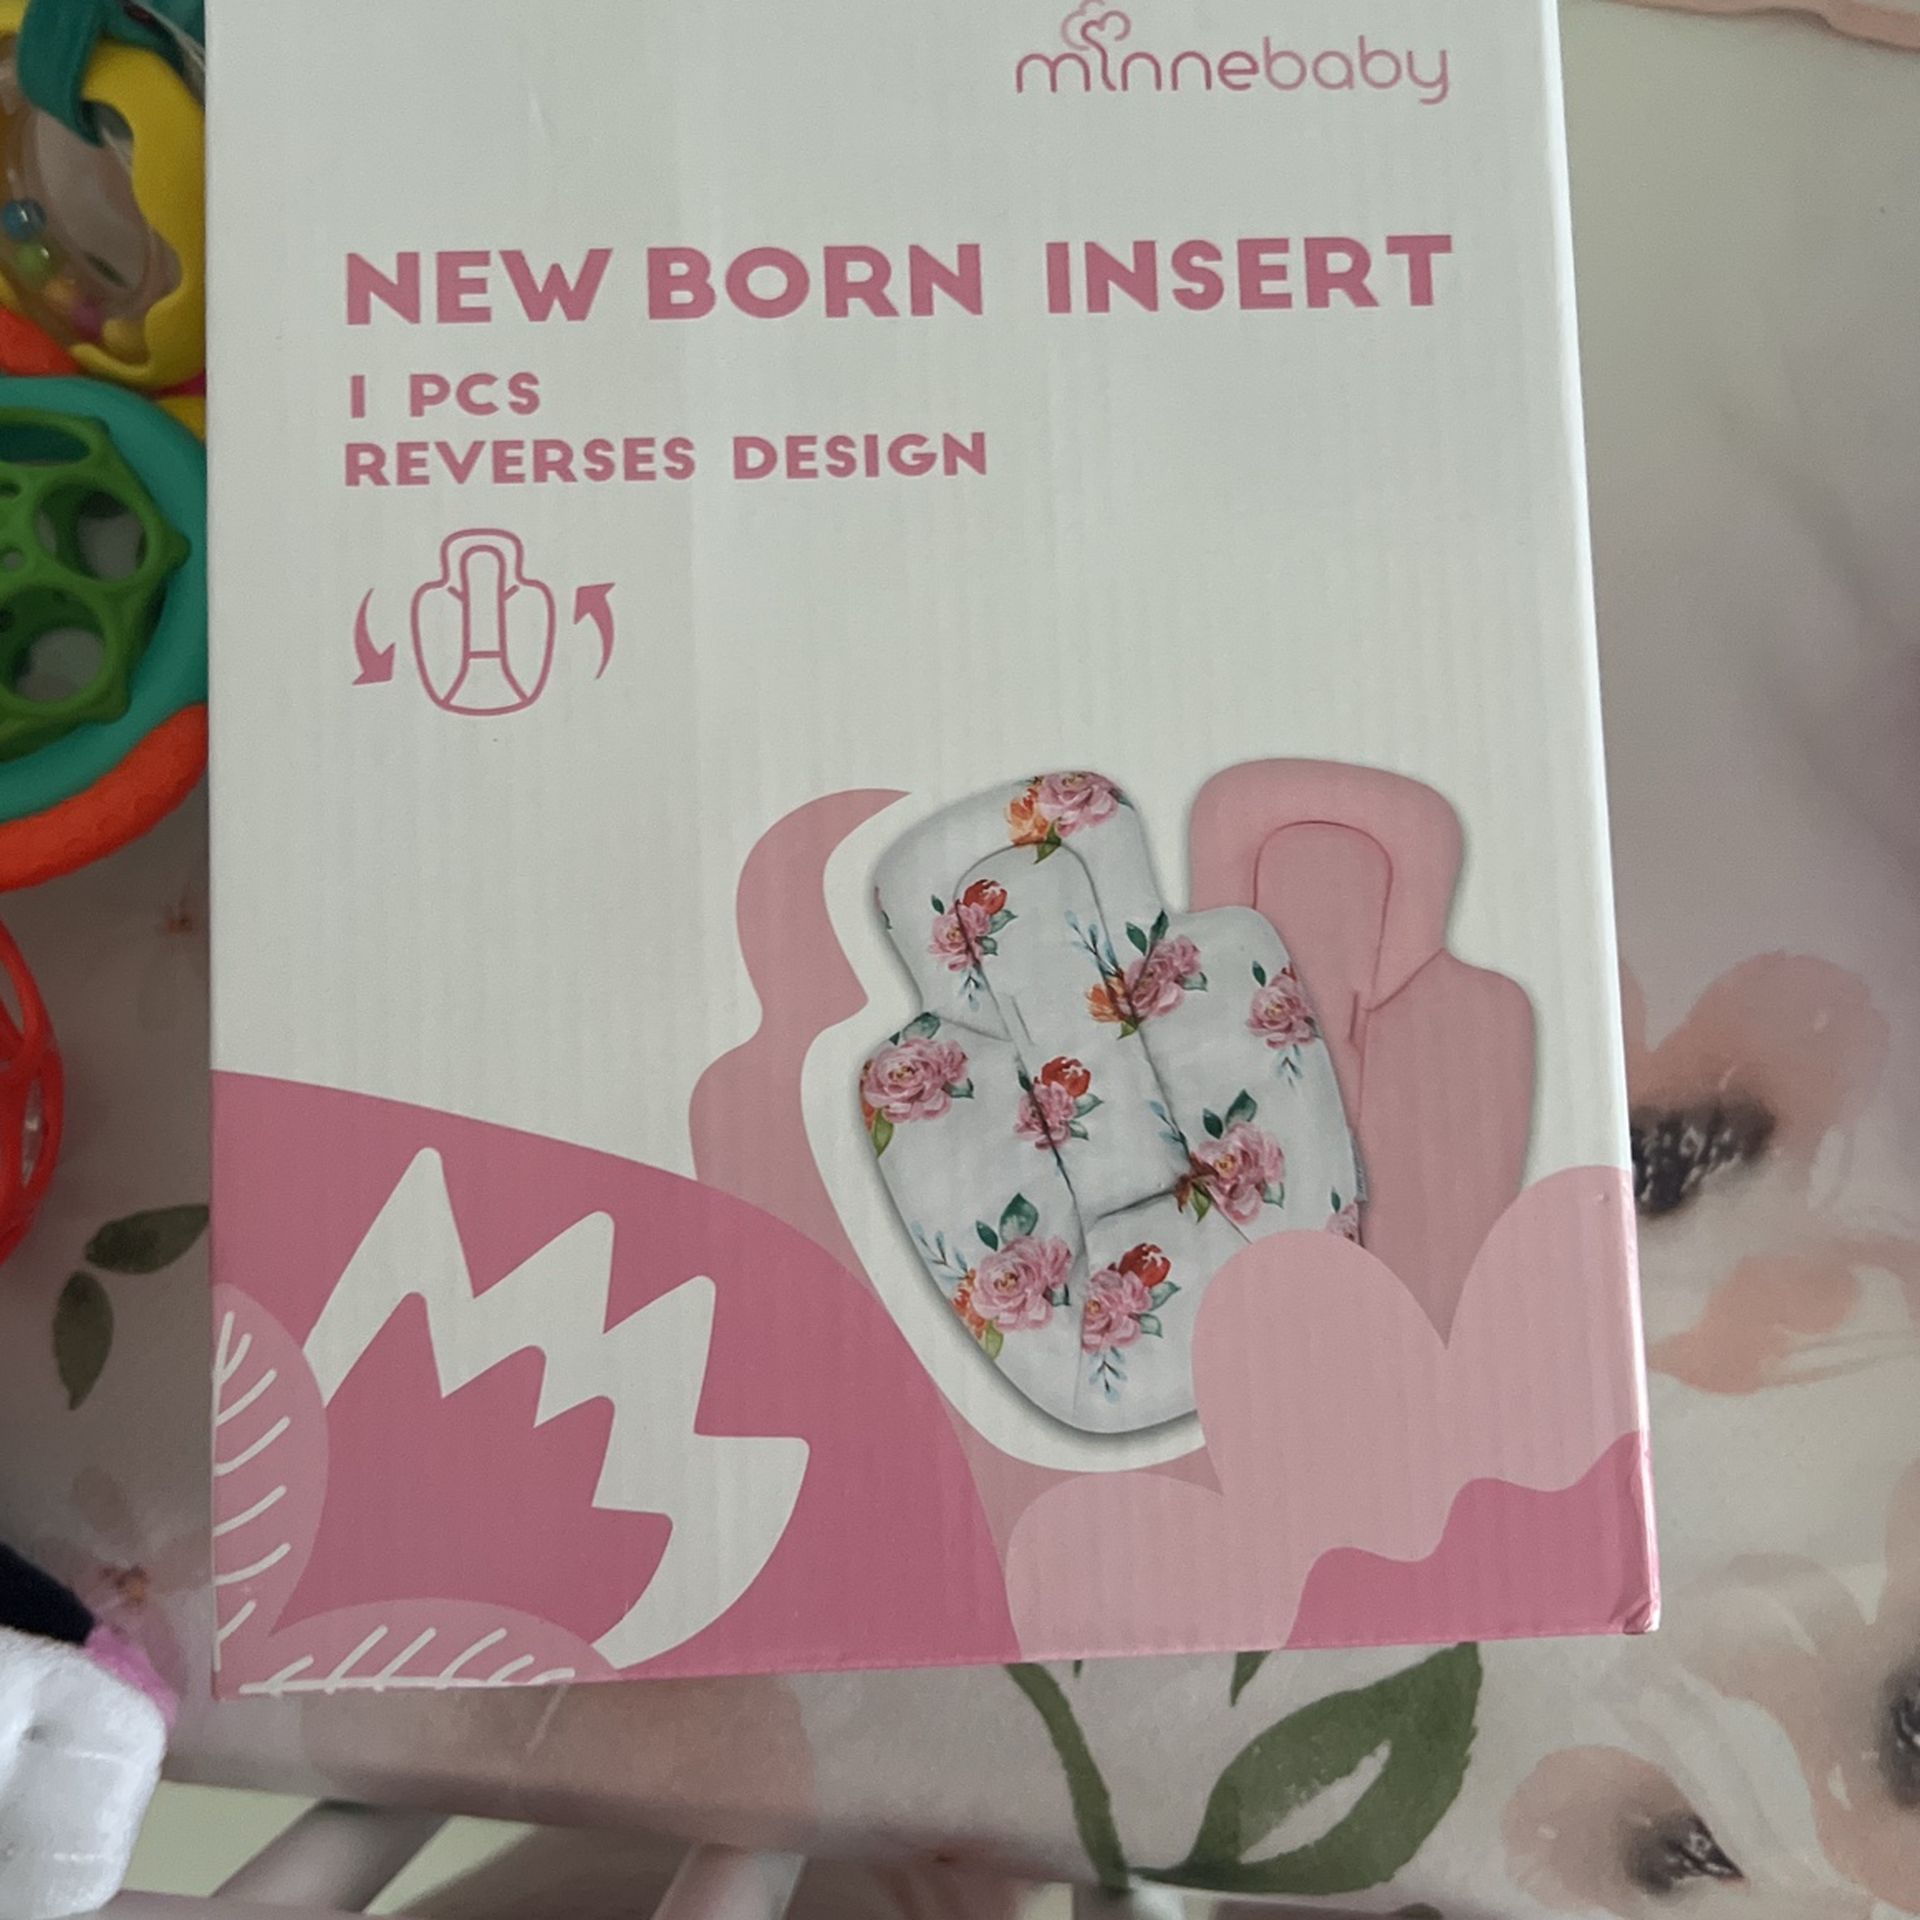 minnebaby
NEW BORN INSERT
1 PCS
REVERSES DESIGN